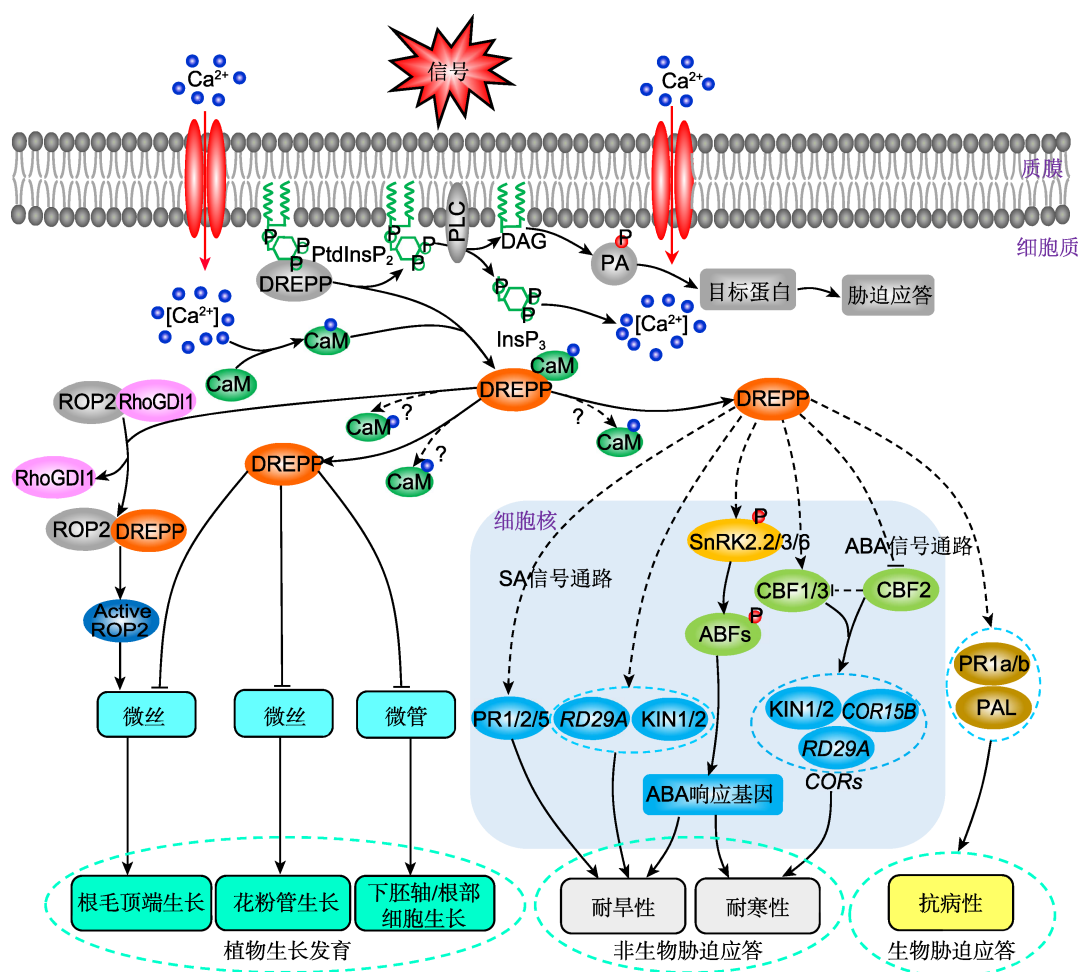 Ca²⁺
信号
Ca²⁺
质膜
细胞质
P
P
P
PtdInsP₂
DREPP
P
P
P
PLC
DAG
P
PA
目标蛋白
胁迫应答
[Ca²⁺]
CaM
CaM
P
P
P
InsP₃
[Ca²⁺]
CaM
DREPP
DREPP
ROP2
RhoGDI1
RhoGDI1
CaM
?
?
CaM
?
CaM
DREPP
ROP2
DREPP
Active
ROP2
细胞核
P
SnRK2.2/3/6
ABA信号通路
SA信号通路
CBF1/3
CBF2
P
ABFs
PR1a/b
PAL
微丝
微丝
微管
PR1/2/5
RD29A
KIN1/2
KIN1/2
COR15B
RD29A
CORs
ABA响应基因
根毛顶端生长
花粉管生长
下胚轴/根部
细胞生长
植物生长发育
耐旱性
耐寒性
非生物胁迫应答
抗病性
生物胁迫应答